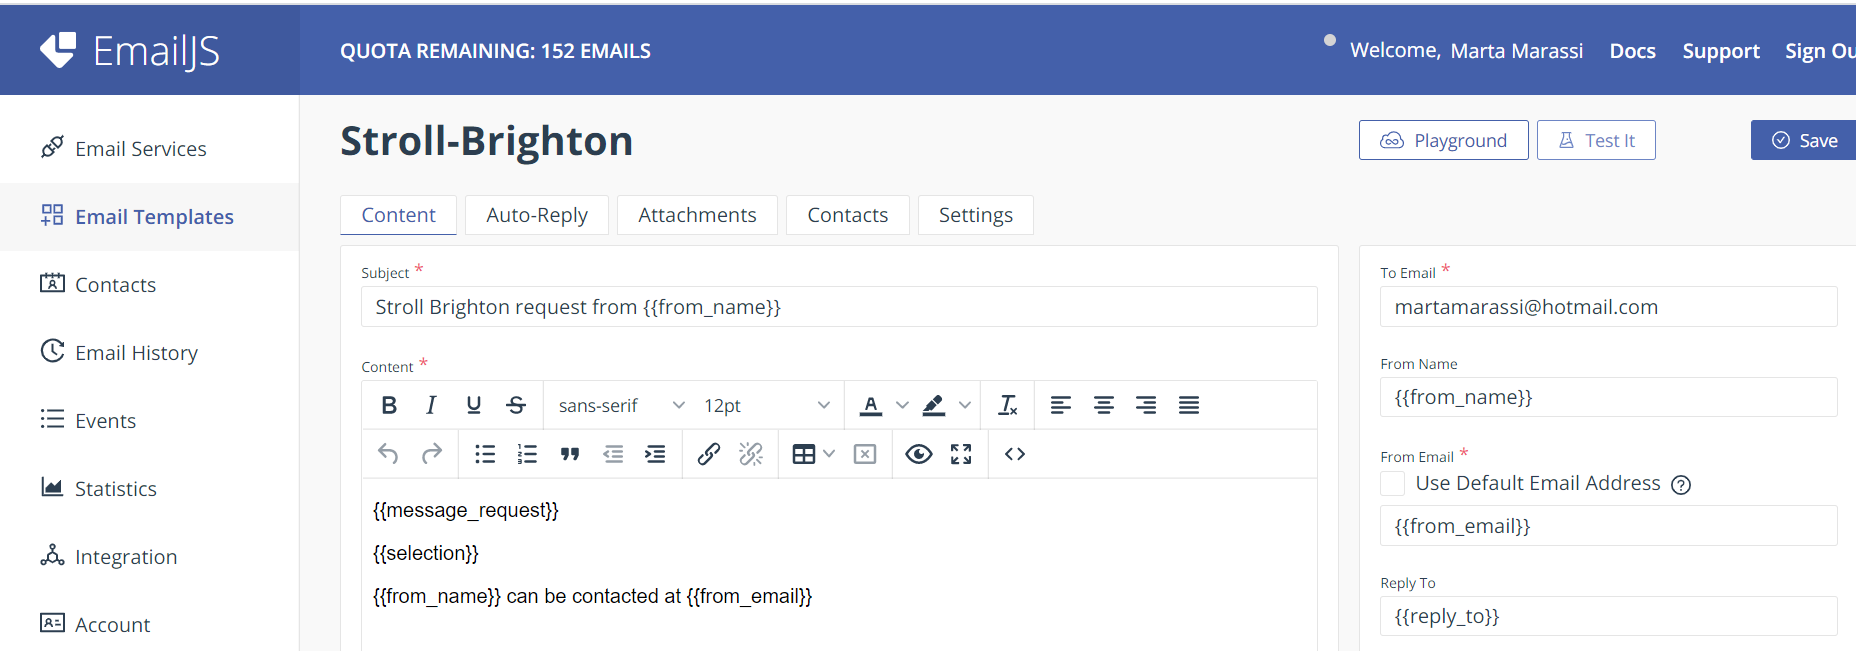 EmailJS
QUOTA REMAINING: 152 EMAILS
Welcome, Marta Marassi
Docs
Support
Sign Ou
Email Services
Email Templates
Contacts
Email History
Events
Statistics
Integration
Account
Stroll-Brighton
Playground
Test It
Save
Content
Auto-Reply
Attachments
Contacts
Settings
Subject *
Stroll Brighton request from {{from_name}}
Content *
B I U S
sans-serif
12pt
{{message_request}}
{{selection}}
{{from_name}} can be contacted at {{from_email}}
To Email *
martamarassi@hotmail.com
From Name
{{from_name}}
From Email *
Use Default Email Address
{{from_email}}
Reply To
{{reply_to}}